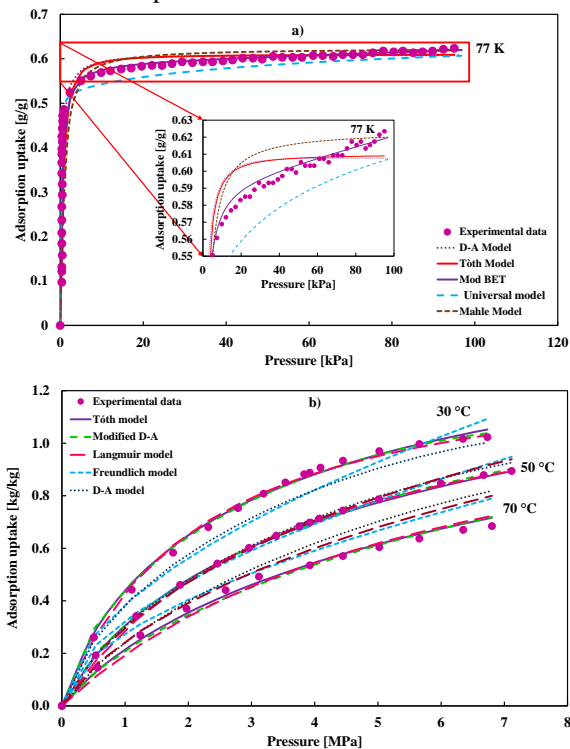 a)
0.7
0.6
0.5
0.4
0.3
0.2
0.1
0
0
20
40
60
80
100
120
Adsorption uptake [g/g]
Pressure [kPa]
77 K
0.63
0.62
0.61
0.60
0.59
0.58
0.57
0.56
0.55
0
20
40
60
80
100
Adsorption uptake [g/g]
Pressure [kPa]
77 K
Experimental data
D-A Model
Tòth Model
Mod BET
Universal model
Mahle Model
b)
1.2
1.0
0.8
0.6
0.4
0.2
0.0
0
1
2
3
4
5
6
7
8
Adsorption uptake [kg/kg]
Pressure [MPa]
Experimental data
Tóth model
Modified D-A
Langmuir model
Freundlich model
D-A model
30 °C
50 °C
70 °C